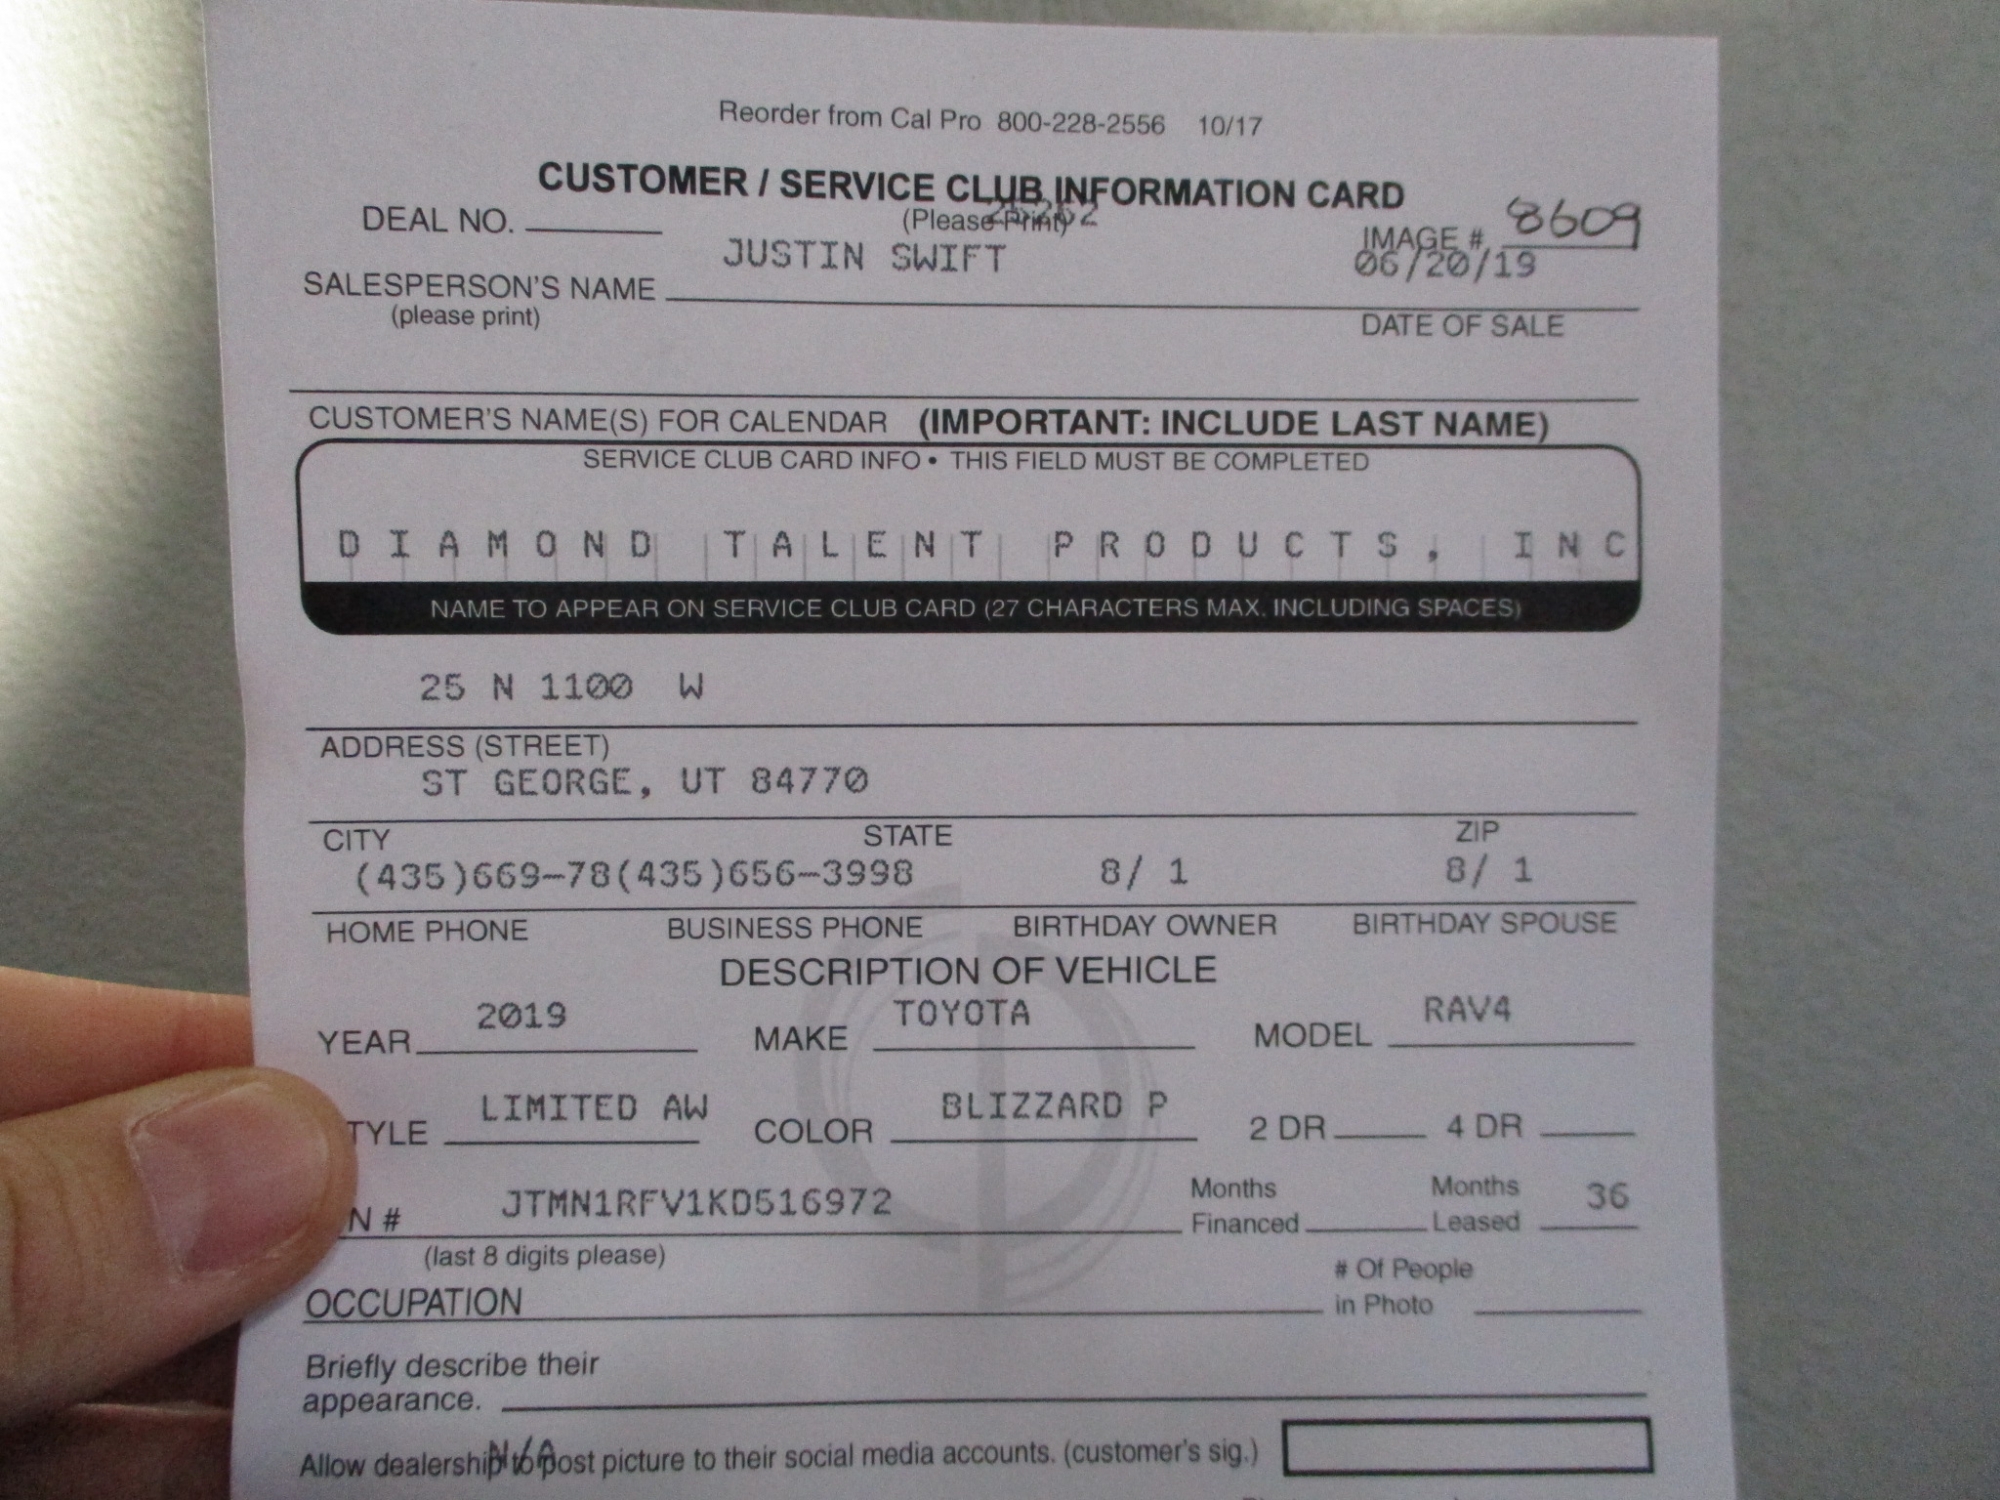 Reorder from Cal Pro 800-228-2556 10/17
CUSTOMER / SERVICE CLUB INFORMATION CARD
DEAL NO. (Please Print) IMAGE # 8609
JUSTIN SWIFT 06/20/19
SALESPERSON'S NAME
(please print) DATE OF SALE
CUSTOMER'S NAME(S) FOR CALENDAR (IMPORTANT: INCLUDE LAST NAME)
SERVICE CLUB CARD INFO • THIS FIELD MUST BE COMPLETED
DIAMOND TALENT PRODUCTS, INC
NAME TO APPEAR ON SERVICE CLUB CARD (27 CHARACTERS MAX. INCLUDING SPACES)
25 N 1100 W
ADDRESS (STREET)
ST GEORGE, UT 84770
CITY STATE ZIP
(435)669-78(435)656-3998 8/ 1 8/ 1
HOME PHONE BUSINESS PHONE BIRTHDAY OWNER BIRTHDAY SPOUSE
DESCRIPTION OF VEHICLE
YEAR 2019 MAKE TOYOTA MODEL RAV4
TYLE LIMITED AW COLOR BLIZZARD P 2 DR 4 DR
N # JTMN1RFV1KD516972 Months Financed Months Leased 36
(last 8 digits please)
OCCUPATION # Of People in Photo
Briefly describe their
appearance.
N/A
Allow dealership to post picture to their social media accounts. (customer's sig.)